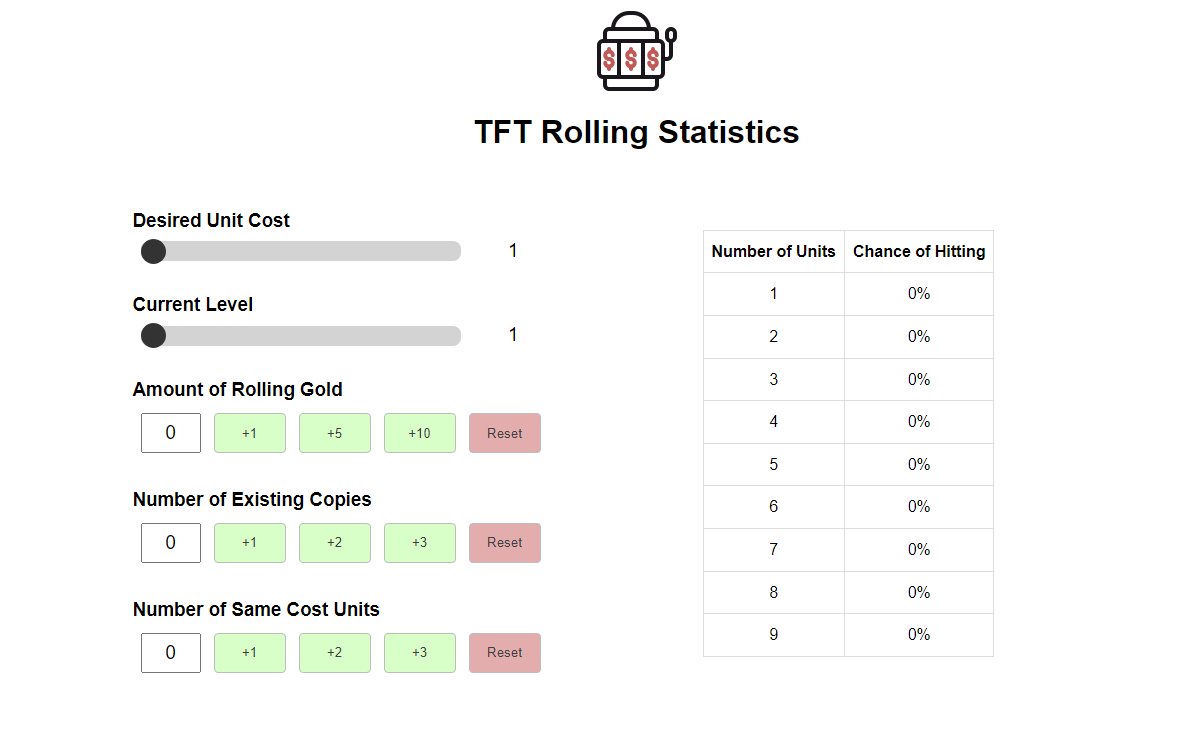 $ $ $
TFT Rolling Statistics
Desired Unit Cost
1
Current Level
1
Amount of Rolling Gold
0 +1 +5 +10 Reset
Number of Existing Copies
0 +1 +2 +3 Reset
Number of Same Cost Units
0 +1 +2 +3 Reset
Number of Units Chance of Hitting
1 0%
2 0%
3 0%
4 0%
5 0%
6 0%
7 0%
8 0%
9 0%